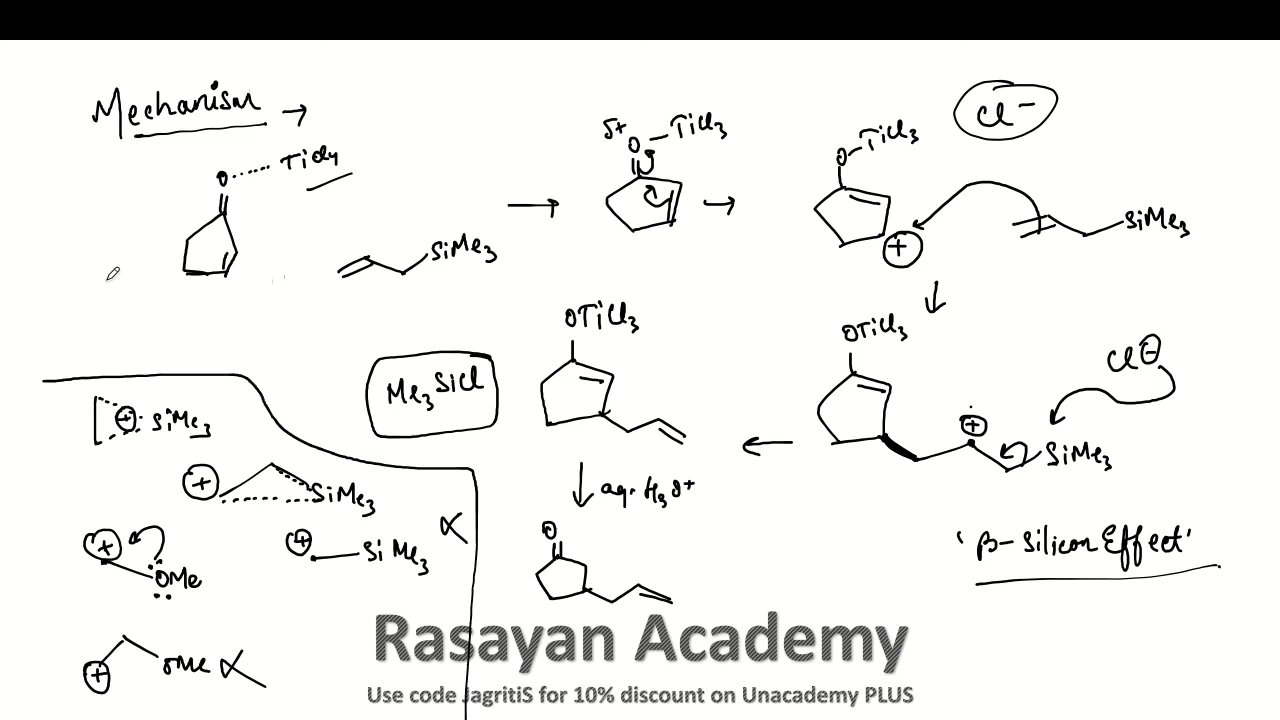 Mechanism →
O TiCl4
SiMe3
δ+
O-TiCl3
O-TiCl3
Cl-
+
SiMe3
OTiCl3
Cl⊖
+
SiMe3
'β-Silicon Effect'
OTiCl3
Me3SiCl
aq. H3O+
O
+ SiMe3
+ SiMe3
+ OMe
+ SiMe3
α
+ OMe α
Rasayan Academy
Use code JagritiS for 10% discount on Unacademy PLUS